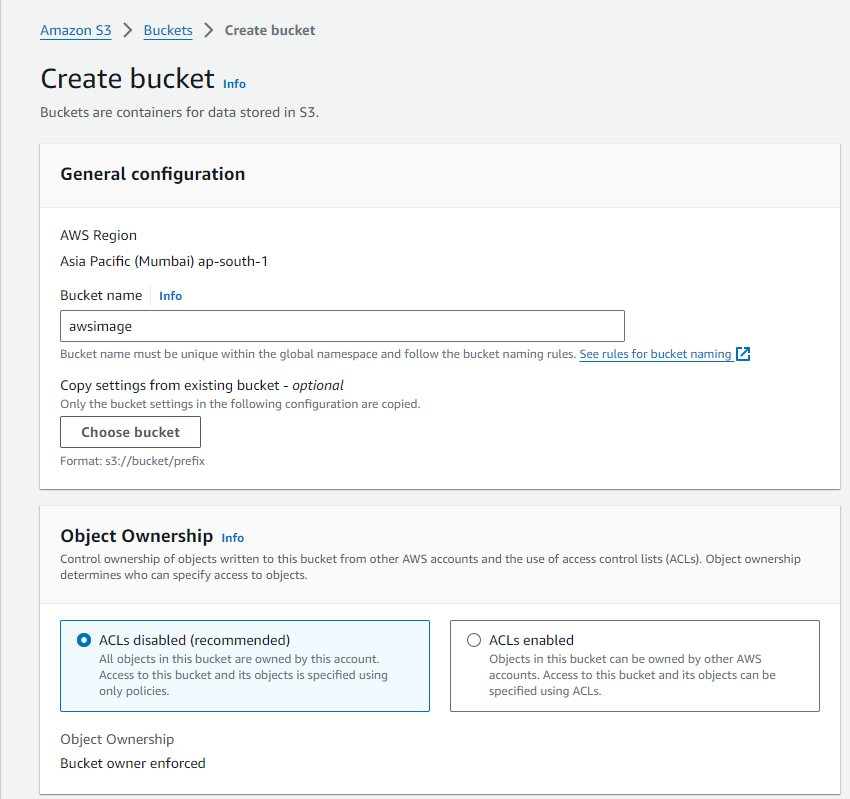 Amazon S3 > Buckets > Create bucket
Create bucket Info
Buckets are containers for data stored in S3.
General configuration
AWS Region
Asia Pacific (Mumbai) ap-south-1
Bucket name Info
awsimage
Bucket name must be unique within the global namespace and follow the bucket naming rules. See rules for bucket naming
Copy settings from existing bucket - optional
Only the bucket settings in the following configuration are copied.
Choose bucket
Format: s3://bucket/prefix
Object Ownership Info
Control ownership of objects written to this bucket from other AWS accounts and the use of access control lists (ACLs). Object ownership
determines who can specify access to objects.
ACLs disabled (recommended)
All objects in this bucket are owned by this account.
Access to this bucket and its objects is specified using
only policies.
ACLs enabled
Objects in this bucket can be owned by other AWS
accounts. Access to this bucket and its objects can be
specified using ACLs.
Object Ownership
Bucket owner enforced